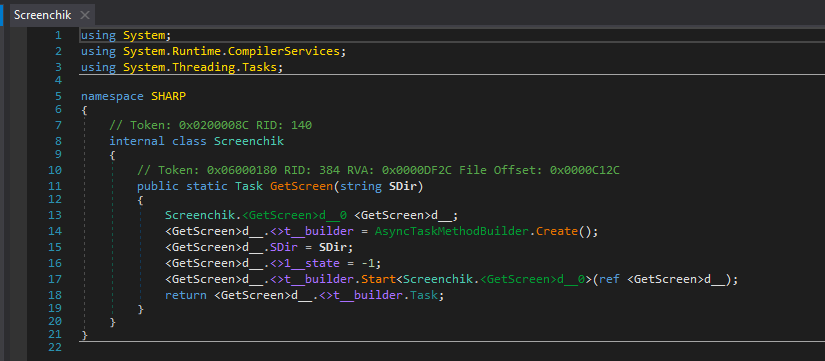 Screenchik ✕
1 using System;
2 using System.Runtime.CompilerServices;
3 using System.Threading.Tasks;
4
5 namespace SHARP
6 {
7 // Token: 0x0200008C RID: 140
8 internal class Screenchik
9 {
10 // Token: 0x06000180 RID: 384 RVA: 0x0000DF2C File Offset: 0x0000C12C
11 public static Task GetScreen(string SDir)
12 {
13 Screenchik.<GetScreen>d__0 <GetScreen>d__;
14 <GetScreen>d__.<>t__builder = AsyncTaskMethodBuilder.Create();
15 <GetScreen>d__.SDir = SDir;
16 <GetScreen>d__.<>1__state = -1;
17 <GetScreen>d__.<>t__builder.Start<Screenchik.<GetScreen>d__0>(ref <GetScreen>d__);
18 return <GetScreen>d__.<>t__builder.Task;
19 }
20 }
21 }
22